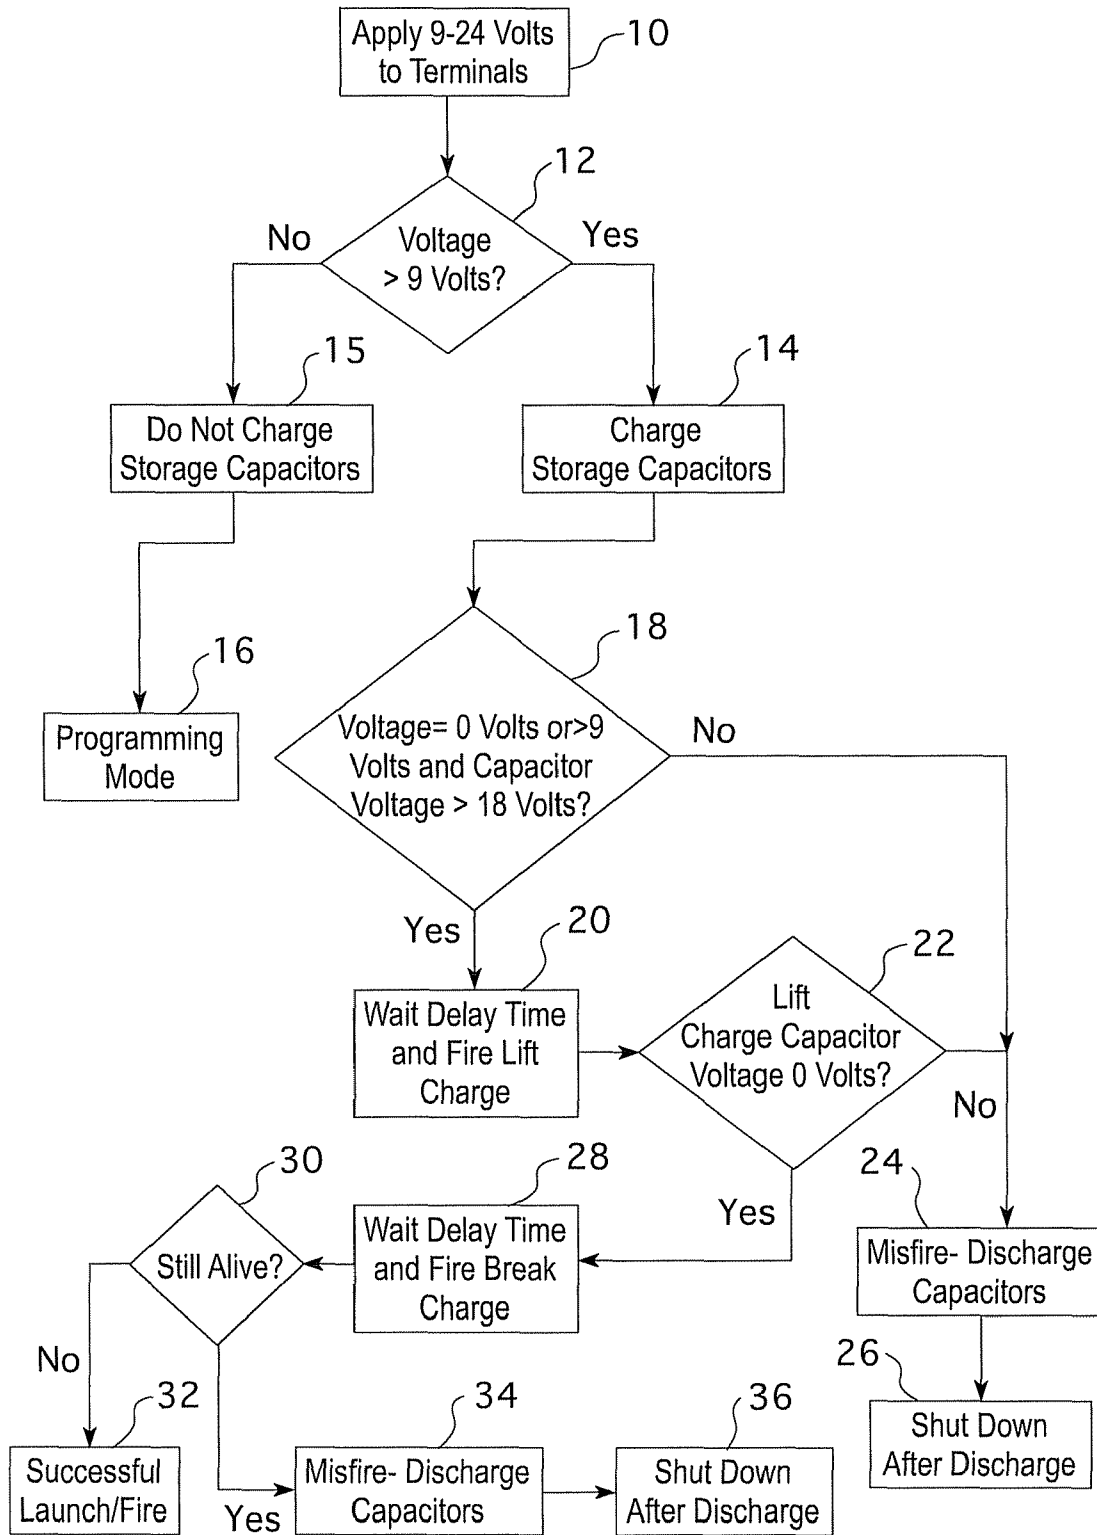 Apply 9-24 Volts
to Terminals
10
12
No
Yes
Voltage
> 9 Volts?
15
14
Do Not Charge
Storage Capacitors
Charge
Storage Capacitors
16
18
Programming
Mode
Voltage= 0 Volts or>9
Volts and Capacitor
Voltage > 18 Volts?
No
Yes
20
22
Wait Delay Time
and Fire Lift
Charge
Lift
Charge Capacitor
Voltage 0 Volts?
No
30
28
Yes
24
Still Alive?
Wait Delay Time
and Fire Break
Charge
Misfire- Discharge
Capacitors
No
26
32
34
36
Shut Down
After Discharge
Successful
Launch/Fire
Yes
Misfire- Discharge
Capacitors
Shut Down
After Discharge